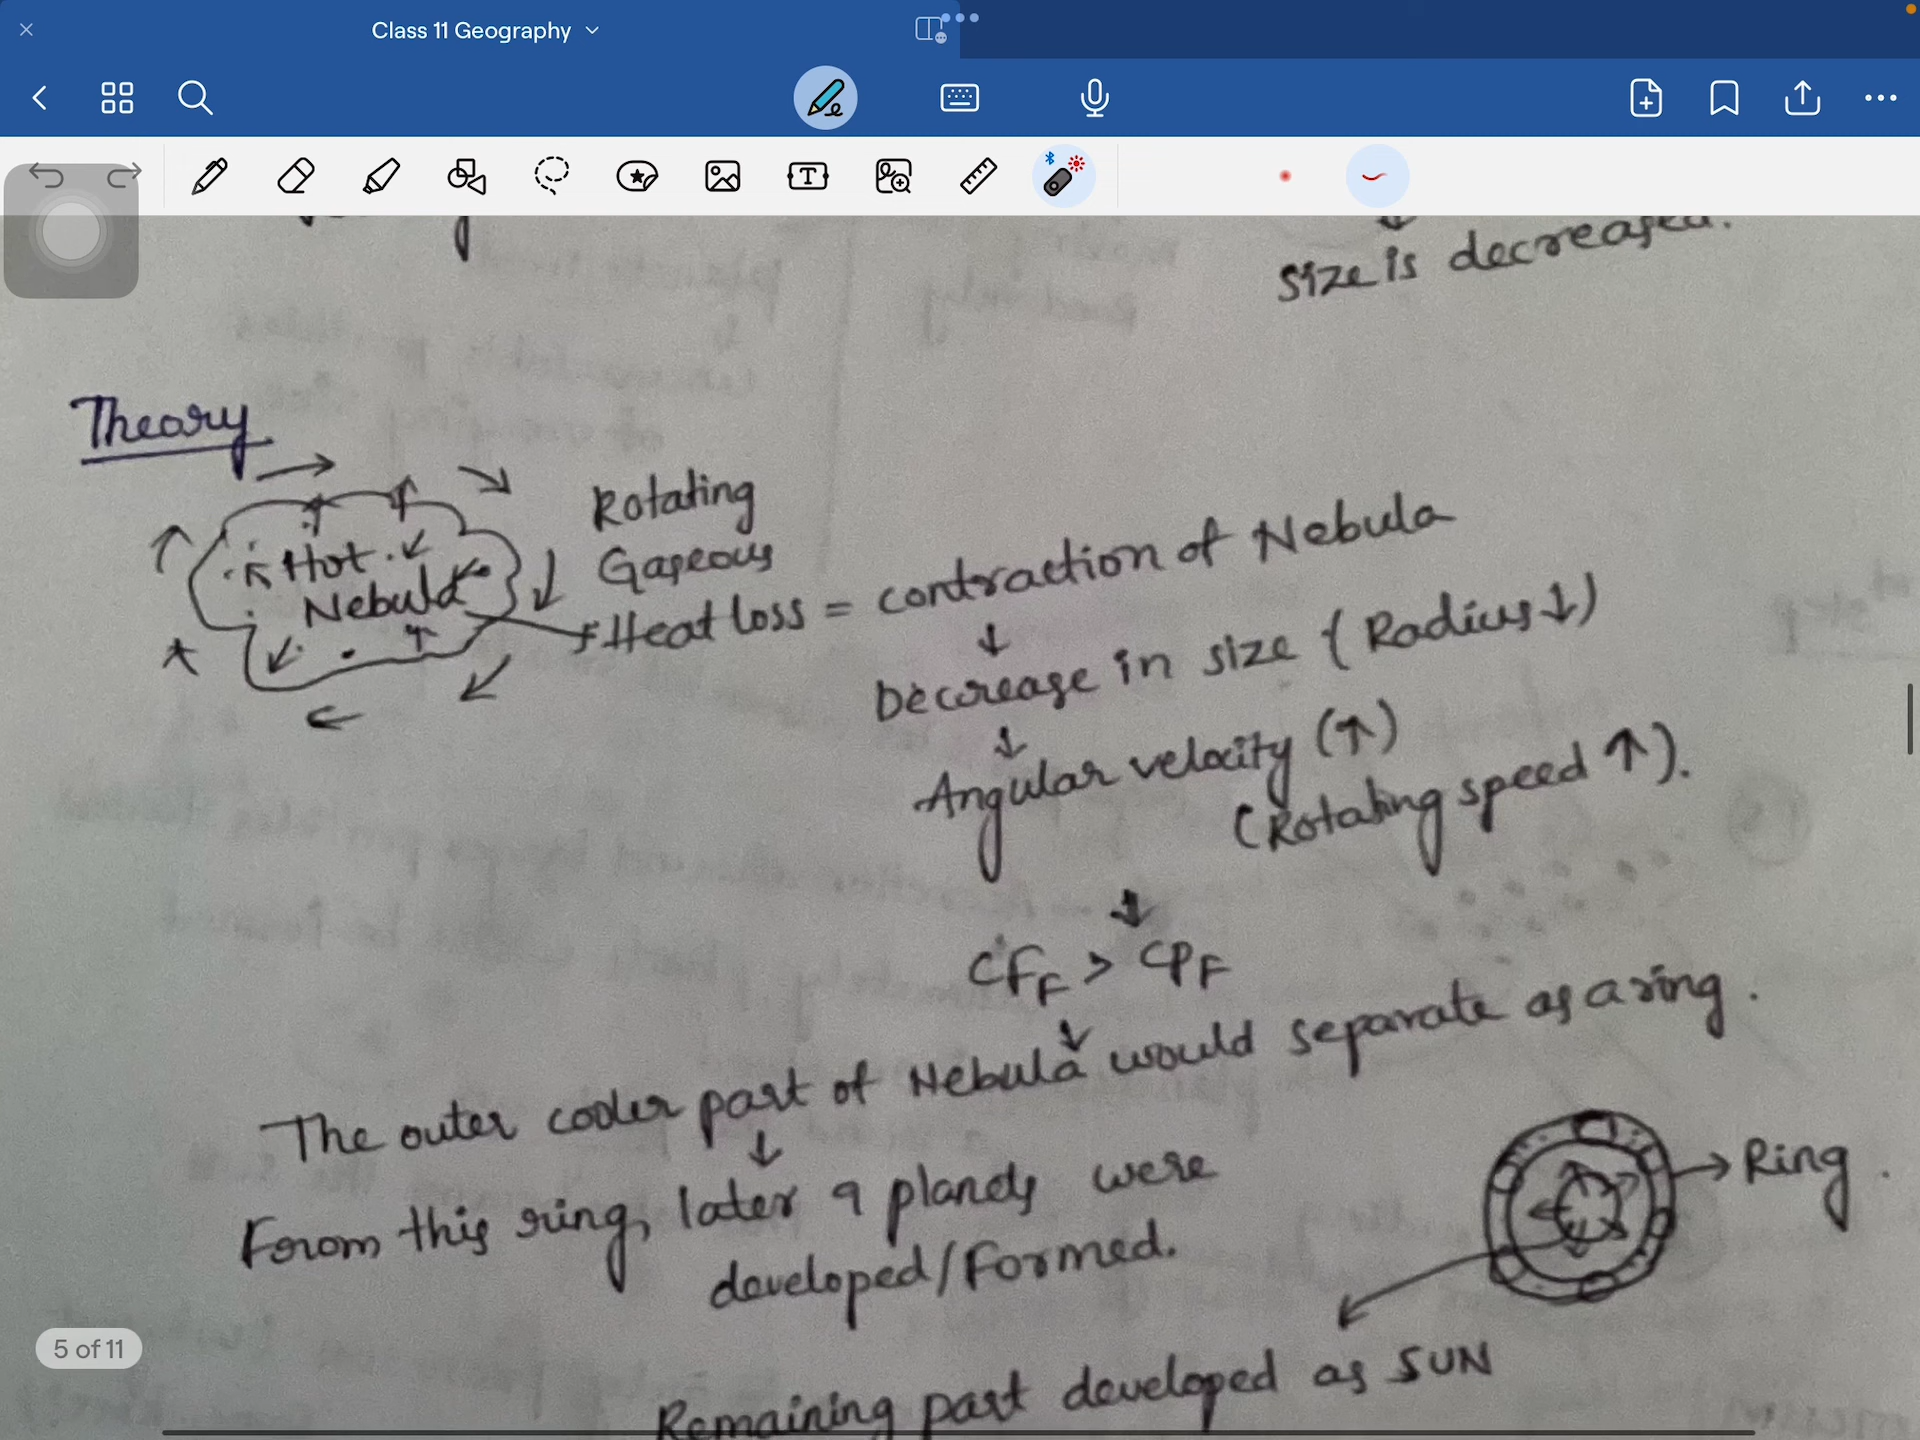 Class 11 Geography
Size is decreased.
Theory
Rotating
Gaseous
Hot
Nebula
Heat loss = contraction of Nebula
↓
Decrease in size (Radius↓)
↓
Angular velocity (↑)
(Rotating speed ↑).
↓
CFF > CPF
↓
The outer cooler part of Nebula would separate as a ring.
↓
From this ring, later 9 planets were
developed/Formed.
→ Ring.
Remaining part developed as SUN
5 of 11